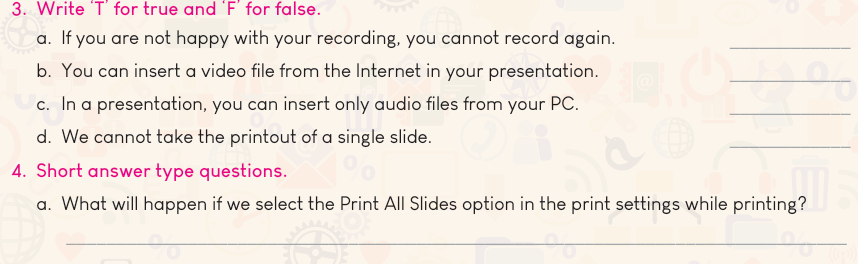 3. Write 'T' for true and 'F' for false.
a. If you are not happy with your recording, you cannot record again.
b. You can insert a video file from the Internet in your presentation.
c. In a presentation, you can insert only audio files from your PC.
d. We cannot take the printout of a single slide.
4. Short answer type questions.
a. What will happen if we select the Print All Slides option in the print settings while printing?